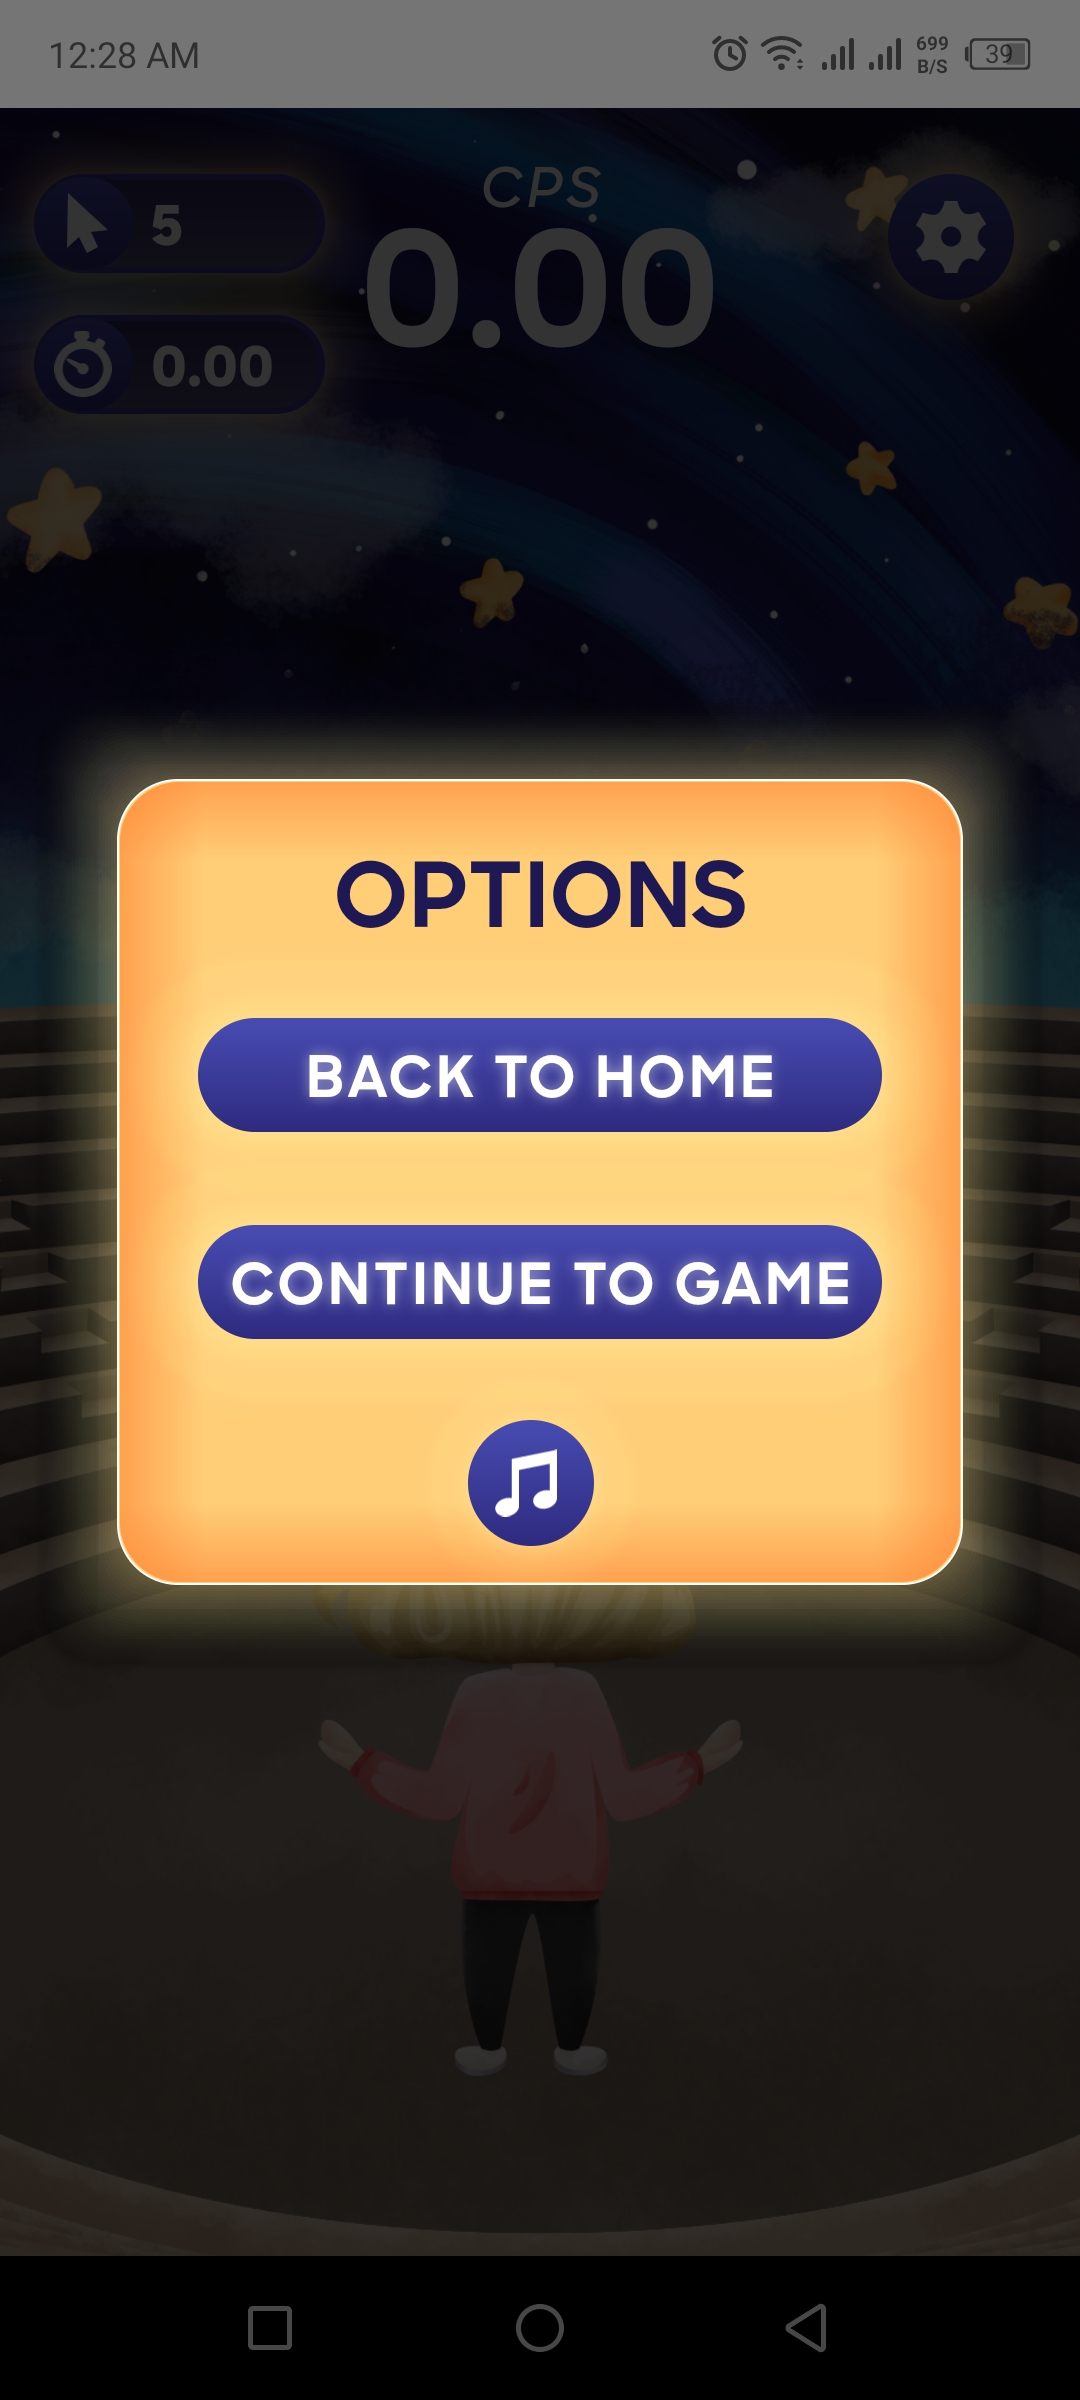 12:28 AM
699
B/S
39
CPS
5
0.00
0.00
OPTIONS
BACK TO HOME
CONTINUE TO GAME